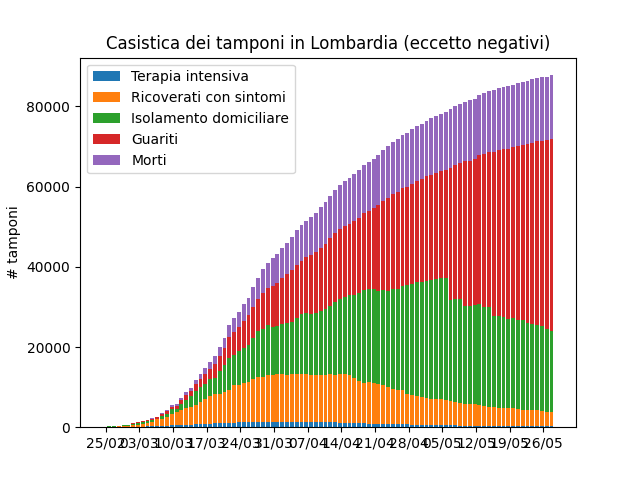 Casistica dei tamponi in Lombardia (eccetto negativi)
Terapia intensiva
Ricoverati con sintomi
Isolamento domiciliare
Guariti
Morti
# tamponi
80000
60000
40000
20000
0
25/02 03/03 10/03 17/03 24/03 31/03 07/04 14/04 21/04 28/04 05/05 12/05 19/05 26/05